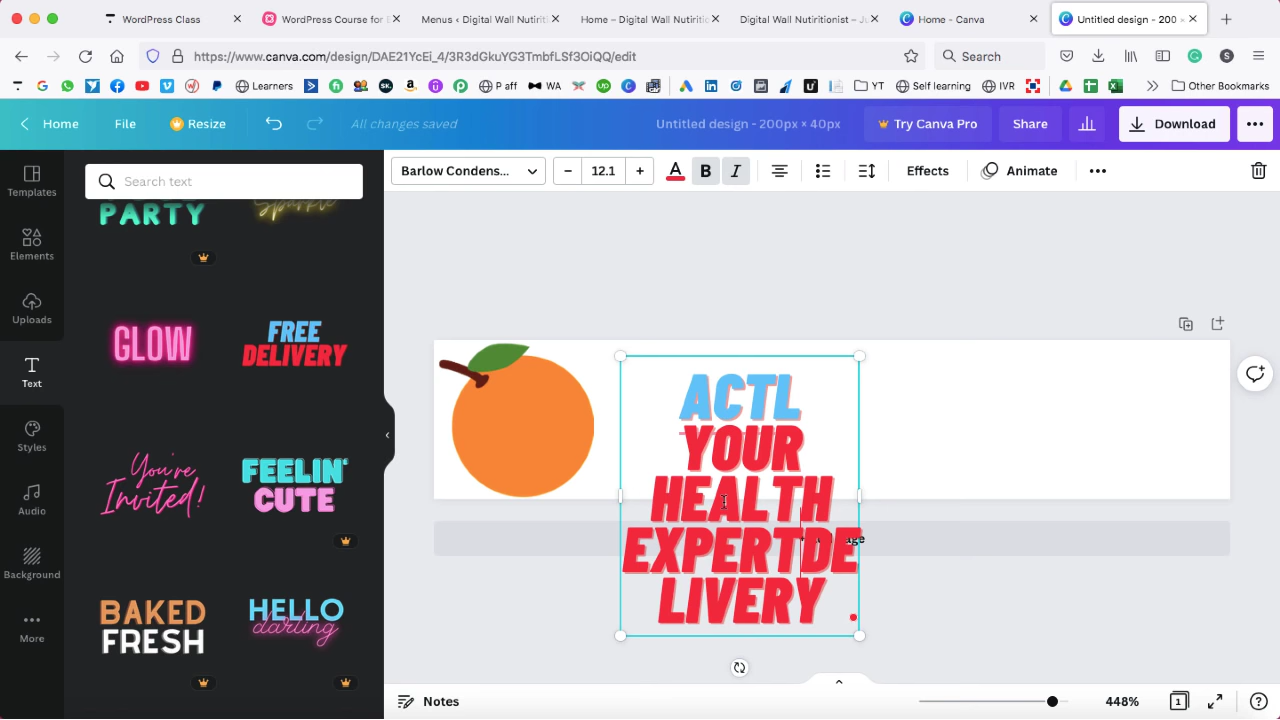 WordPress Class
WordPress Course for B
Menus ‹ Digital Wall Nutritio
Home – Digital Wall Nutritio
Digital Wall Nutritionist – Ju
Home - Canva
Untitled design - 200
https://www.canva.com/design/DAE21YcEi_4/3R3dGkuYG3TmbfLSf3OiQQ/edit
Search
Learners
P aff
WA
YT
Self learning
IVR
Other Bookmarks
Home
File
Resize
All changes saved
Untitled design - 200px × 40px
Try Canva Pro
Share
Download
Templates
Elements
Uploads
Text
Styles
Audio
Background
More
Search text
PARTY
Sparkle
GLOW
FREE
DELIVERY
You're
Invited!
FEELIN'
CUTE
BAKED
FRESH
HELLO
darling
Barlow Condens...
12.1
A
B
I
Effects
Animate
ACTL
YOUR
HEALTH
EXPERTDE
LIVERY
Notes
448%
1